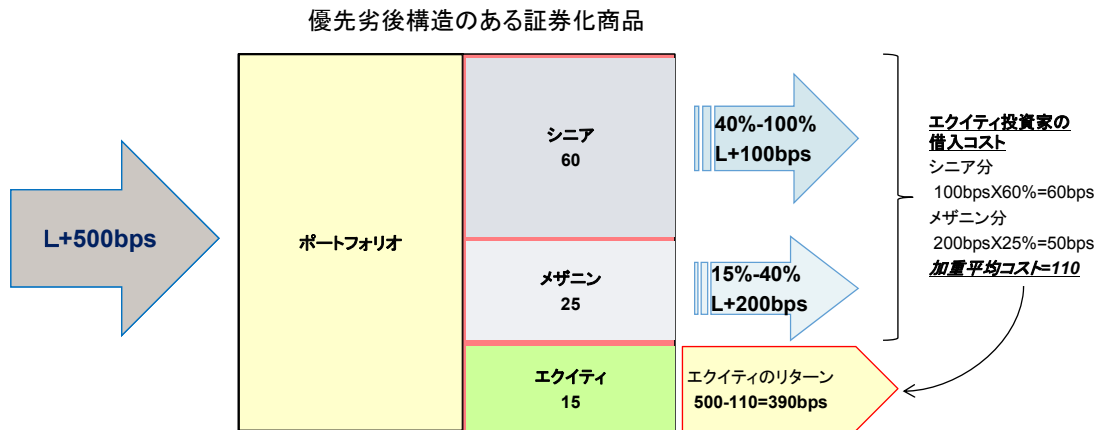 優先劣後構造のある証券化商品
L+500bps
ポートフォリオ
シニア
60
メザニン
25
エクイティ
15
40%-100%
L+100bps
15%-40%
L+200bps
エクイティのリターン
500-110=390bps
エクイティ投資家の
借入コスト
シニア分
100bpsX60%=60bps
メザニン分
200bpsX25%=50bps
加重平均コスト=110